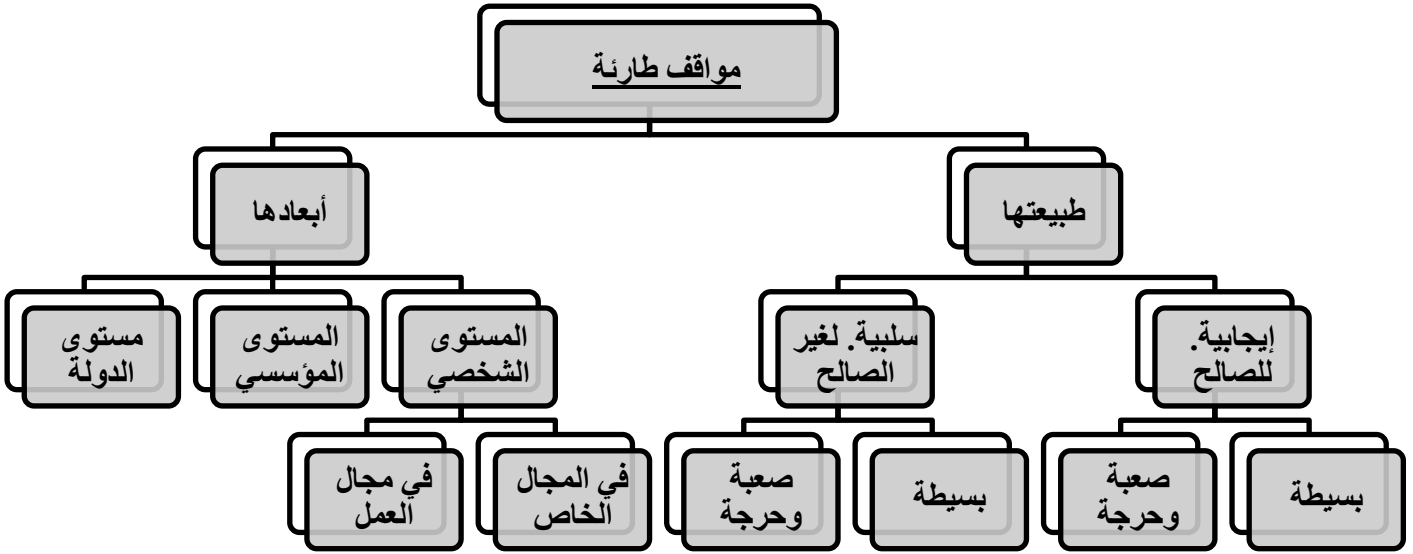 مواقف طارئة
طبيعتها
أبعادها
إيجابية.
للصالح
سلبية. لغير
الصالح
المستوى
الشخصي
المستوى
المؤسسي
مستوى
الدولة
بسيطة
صعبة
وحرجة
بسيطة
صعبة
وحرجة
في المجال
الخاص
في مجال
العمل